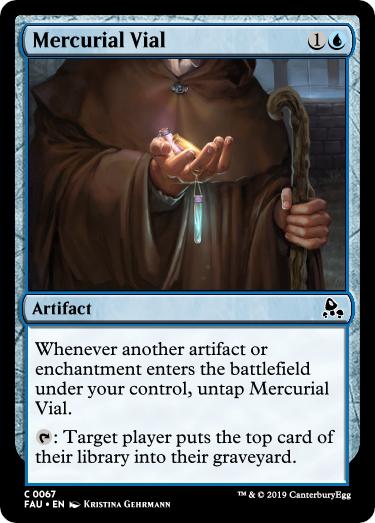 Mercurial Vial 1
Artifact
Whenever another artifact or
enchantment enters the battlefield
under your control, untap Mercurial
Vial.
: Target player puts the top card of
their library into their graveyard.
C 0067
FAU • EN Kristina Gehrmann
™ & © 2019 CanterburyEgg